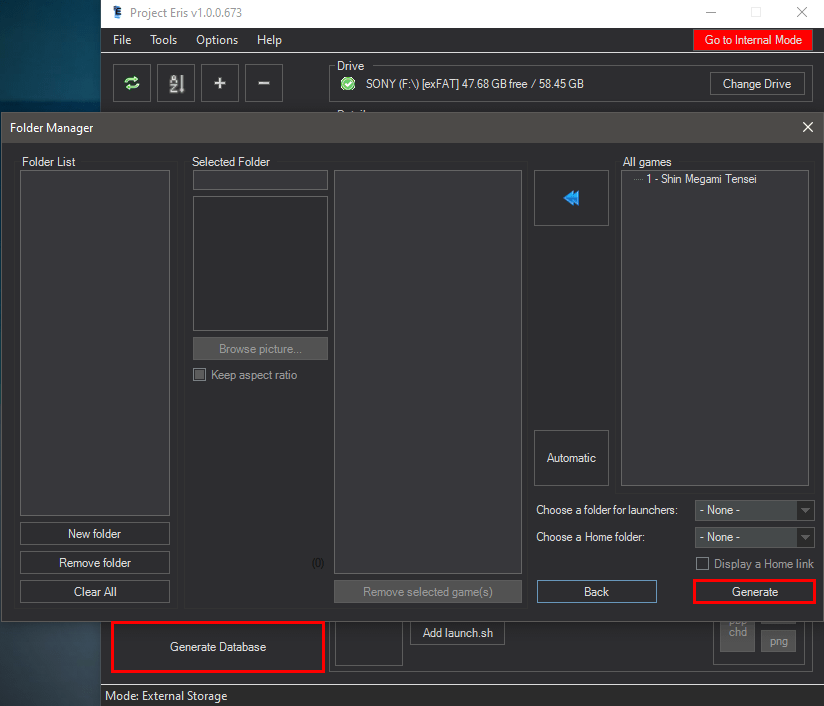 Project Eris v1.0.0.673
File Tools Options Help
Go to Internal Mode
Drive
SONY (F:\) [exFAT] 47.68 GB free / 58.45 GB
Change Drive
Folder Manager
Folder List
Selected Folder
All games
1 - Shin Megami Tensei
Browse picture...
Keep aspect ratio
Automatic
Choose a folder for launchers:
- None -
Choose a Home folder:
- None -
New folder
Remove folder
Clear All
(0)
Display a Home link
Remove selected game(s)
Back
Generate
Generate Database
Add launch.sh
chd
png
Mode: External Storage